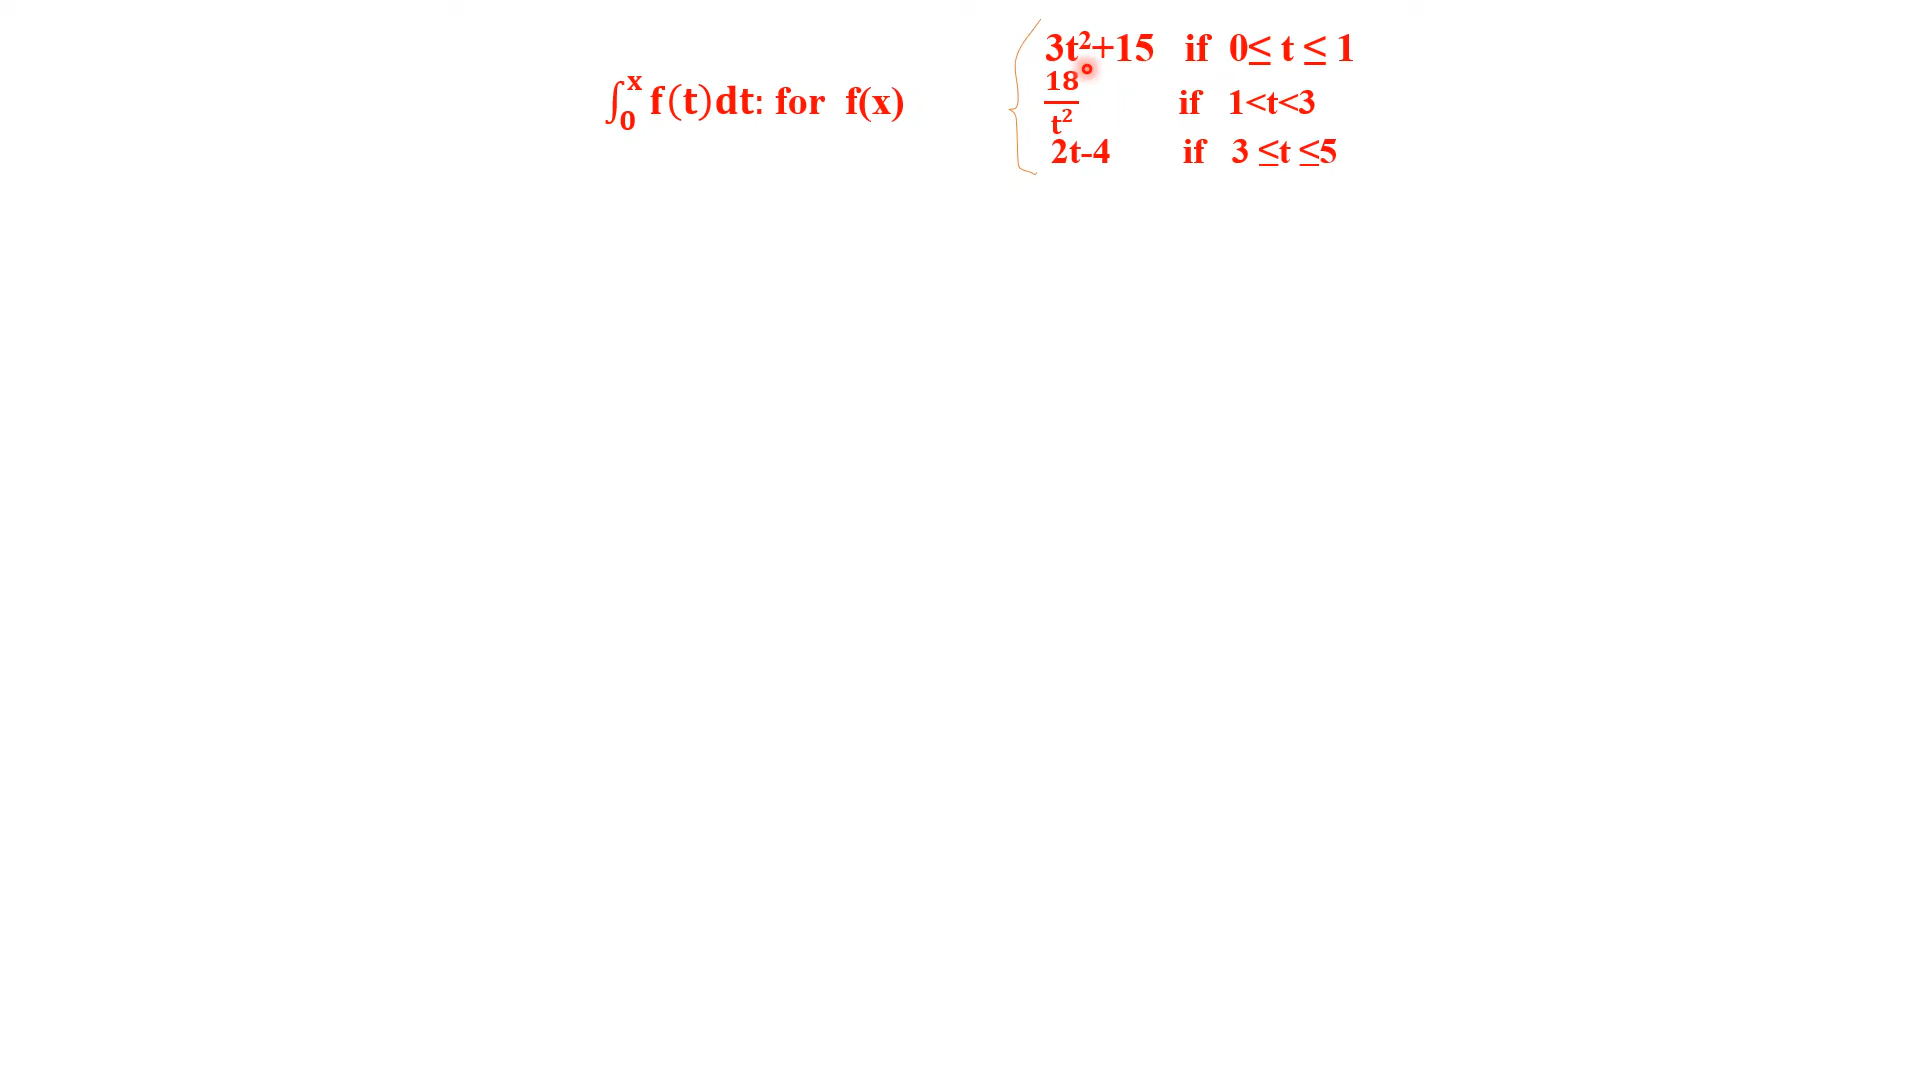 3t²+15 if 0≤ t ≤ 1
∫₀ˣ f(t)dt: for f(x) 18/t² if 1<t<3
2t-4 if 3 ≤t ≤5